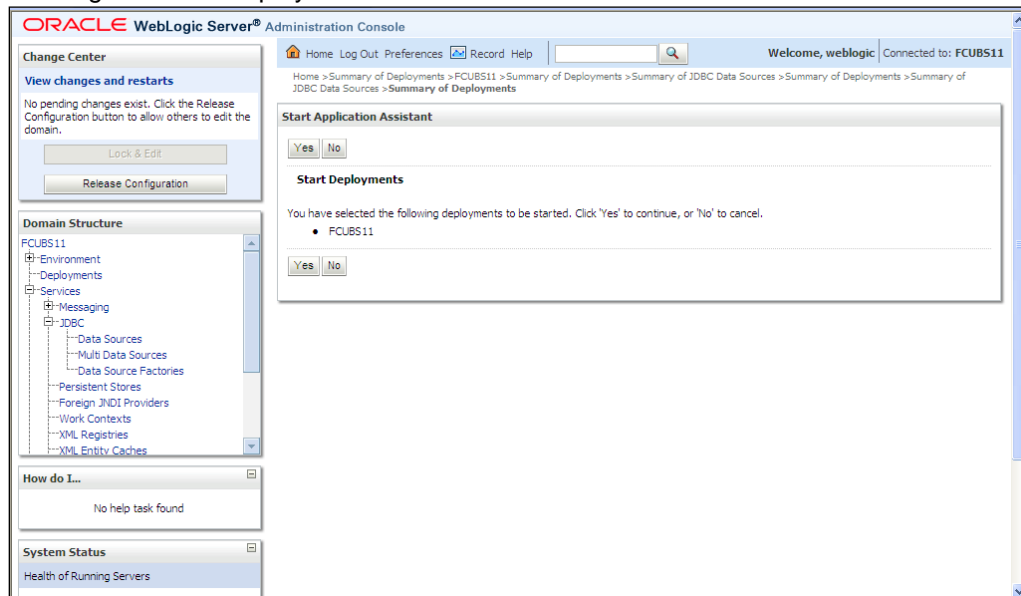 ORACLE WebLogic Server® Administration Console
Change Center
View changes and restarts
No pending changes exist. Click the Release
Configuration button to allow others to edit the
domain.
Lock & Edit
Release Configuration
Domain Structure
FCUBS11
Environment
Deployments
Services
Messaging
JDBC
Data Sources
Multi Data Sources
Data Source Factories
Persistent Stores
Foreign JNDI Providers
Work Contexts
XML Registries
XML Entity Caches
How do I...
No help task found
System Status
Health of Running Servers
Home Log Out Preferences Record Help
Welcome, weblogic Connected to: FCUBS11
Home >Summary of Deployments >FCUBS11 >Summary of Deployments >Summary of JDBC Data Sources >Summary of Deployments >Summary of
JDBC Data Sources >Summary of Deployments
Start Application Assistant
Yes No
Start Deployments
You have selected the following deployments to be started. Click 'Yes' to continue, or 'No' to cancel.
• FCUBS11
Yes No